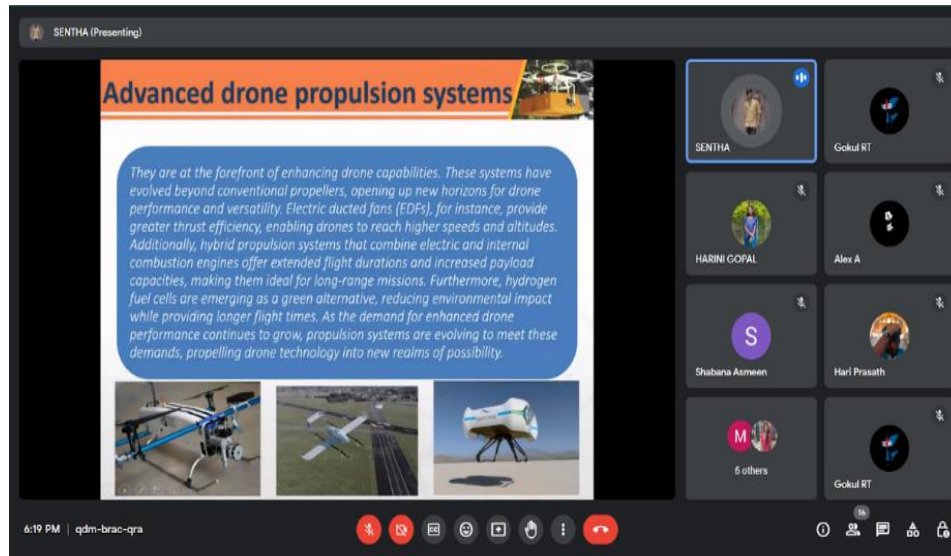 SENTHA (Presenting)
Advanced drone propulsion systems
They are at the forefront of enhancing drone capabilities. These systems have
evolved beyond conventional propellers, opening up new horizons for drone
performance and versatility. Electric ducted fans (EDFs), for instance, provide
greater thrust efficiency, enabling drones to reach higher speeds and altitudes.
Additionally, hybrid propulsion systems that combine electric and internal
combustion engines offer extended flight durations and increased payload
capacities, making them ideal for long-range missions. Furthermore, hydrogen
fuel cells are emerging as a green alternative, reducing environmental impact
while providing longer flight times. As the demand for enhanced drone
performance continues to grow, propulsion systems are evolving to meet these
demands, propelling drone technology into new realms of possibility.
SENTHA
Gokul RT
HARINI GOPAL
Alex A
S
Shabana Asmeen
Hari Prasath
M
6 others
Gokul RT
6:19 PM | qdm-brac-qra
CC
16